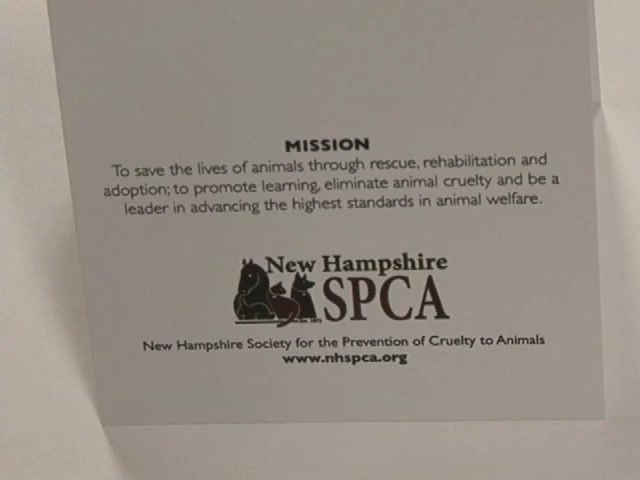 MISSION
To save the lives of animals through rescue, rehabilitation and
adoption; to promote learning, eliminate animal cruelty and be a
leader in advancing the highest standards in animal welfare.
New Hampshire
SPCA
New Hampshire Society for the Prevention of Cruelty to Animals
www.nhspca.org